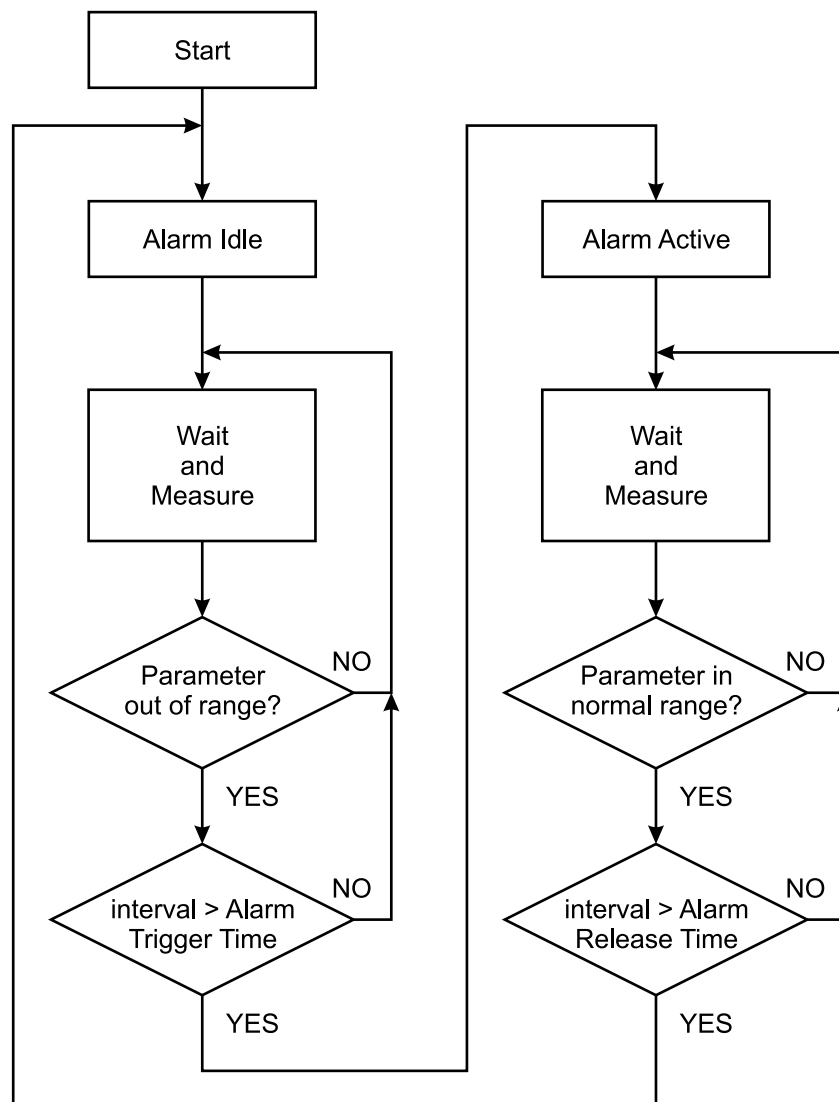 Start
Alarm Idle
Wait
and
Measure
Parameter
out of range?
NO
YES
interval > Alarm
Trigger Time
NO
YES
Alarm Active
Wait
and
Measure
Parameter in
normal range?
NO
YES
interval > Alarm
Release Time
NO
YES